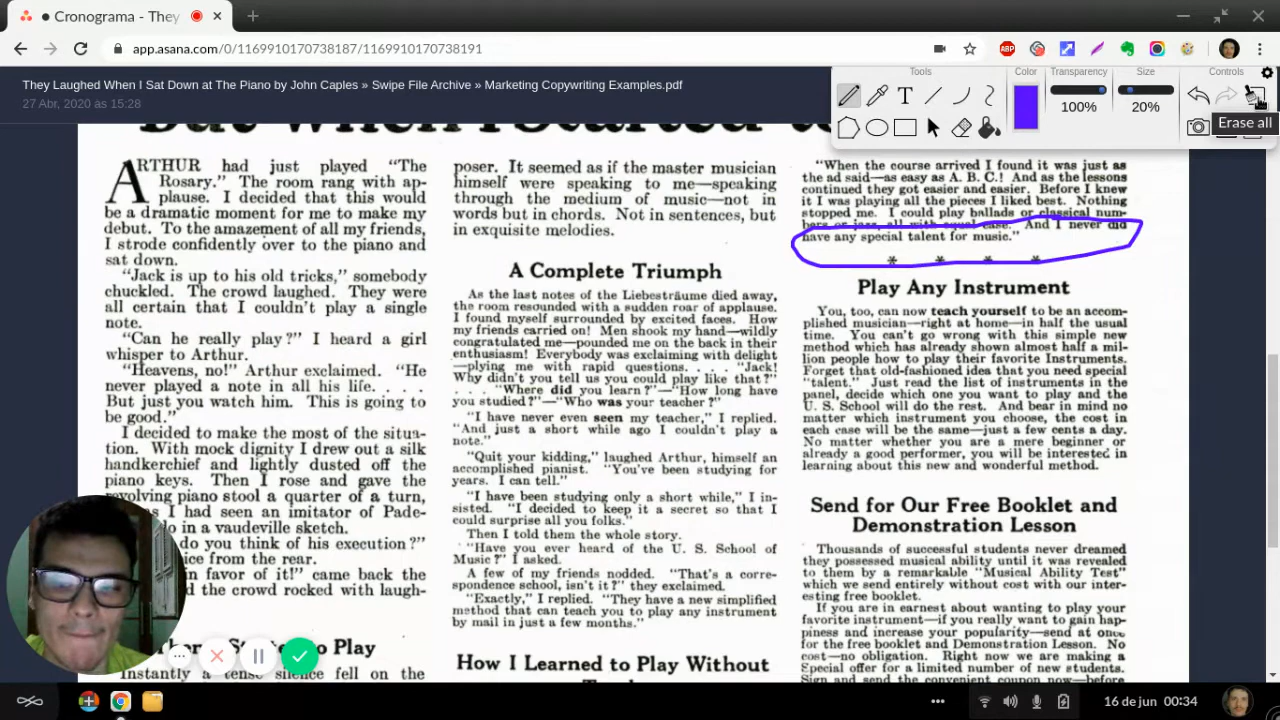 Cronograma - They
app.asana.com/0/1169910170738187/1169910170738191
ABP
They Laughed When I Sat Down at The Piano by John Caples » Swipe File Archive » Marketing Copywriting Examples.pdf
27 Abr, 2020 às 15:28
Tools
Color
Transparency
Size
Controls
T
100%
20%
Erase all
But When I Started to
ARTHUR had just played “The
Rosary.” The room rang with ap-
plause. I decided that this would
be a dramatic moment for me to make my
debut. To the amazement of all my friends,
I strode confidently over to the piano and
sat down.
“Jack is up to his old tricks,” somebody
chuckled. The crowd laughed. They were
all certain that I couldn’t play a single
note.
“Can he really play?” I heard a girl
whisper to Arthur.
“Heavens, no!” Arthur exclaimed. “He
never played a note in all his life. . . . .
But just you watch him. This is going to
be good.”
I decided to make the most of the situa-
tion. With mock dignity I drew out a silk
handkerchief and lightly dusted off the
piano keys. Then I rose and gave the
revolving piano stool a quarter of a turn,
as I had seen an imitator of Pade-
do in a vaudeville sketch.
do you think of his execution?”
ice from the rear.
in favor of it!” came back the
d the crowd rocked with laugh-
to Play
Instantly a tense silence fell on the
poser. It seemed as if the master musician
himself were speaking to me—speaking
through the medium of music—not in
words but in chords. Not in sentences, but
in exquisite melodies.
A Complete Triumph
As the last notes of the Liebesträume died away,
the room resounded with a sudden roar of applause.
I found myself surrounded by excited faces. How
my friends carried on! Men shook my hand—wildly
congratulated me—pounded me on the back in their
enthusiasm! Everybody was exclaiming with delight
—plying me with rapid questions. . . . “Jack!
Why didn’t you tell us you could play like that?”
. . . . “Where did you learn?”—“How long have
you studied?”—“Who was your teacher?”
“I have never even seen my teacher,” I replied.
“And just a short while ago I couldn’t play a
note.”
“Quit your kidding,” laughed Arthur, himself an
accomplished pianist. “You’ve been studying for
years. I can tell.”
“I have been studying only a short while,” I in-
sisted. “I decided to keep it a secret so that I
could surprise all you folks.”
Then I told them the whole story.
“Have you ever heard of the U. S. School of
Music?” I asked.
A few of my friends nodded. “That’s a corre-
spondence school, isn’t it?” they exclaimed.
“Exactly,” I replied. “They have a new simplified
method that can teach you to play any instrument
by mail in just a few months.”
How I Learned to Play Without
“When the course arrived I found it was just as
the ad said—as easy as A. B. C.! And as the lessons
continued they got easier and easier. Before I knew
it I was playing all the pieces I liked best. Nothing
stopped me. I could play ballads or classical num-
bers or jazz, all with equal ease. And I never did
have any special talent for music.”
* * * *
Play Any Instrument
You, too, can now teach yourself to be an accom-
plished musician—right at home—in half the usual
time. You can’t go wrong with this simple new
method which has already shown almost half a mil-
lion people how to play their favorite Instruments.
Forget that old-fashioned idea that you need special
“talent.” Just read the list of instruments in the
panel, decide which one you want to play and the
U. S. School will do the rest. And bear in mind no
matter which instrument you choose, the cost in
each case will be the same—just a few cents a day.
No matter whether you are a mere beginner or
already a good performer, you will be interested in
learning about this new and wonderful method.
Send for Our Free Booklet and
Demonstration Lesson
Thousands of successful students never dreamed
they possessed musical ability until it was revealed
to them by a remarkable “Musical Ability Test”
which we send entirely without cost with our inter-
esting free booklet.
If you are in earnest about wanting to play your
favorite instrument—if you really want to gain hap-
piness and increase your popularity—send at once
for the free booklet and Demonstration Lesson. No
cost—no obligation. Right now we are making a
Special offer for a limited number of new students.
Sign and send the convenient coupon now—before
16 de jun 00:34